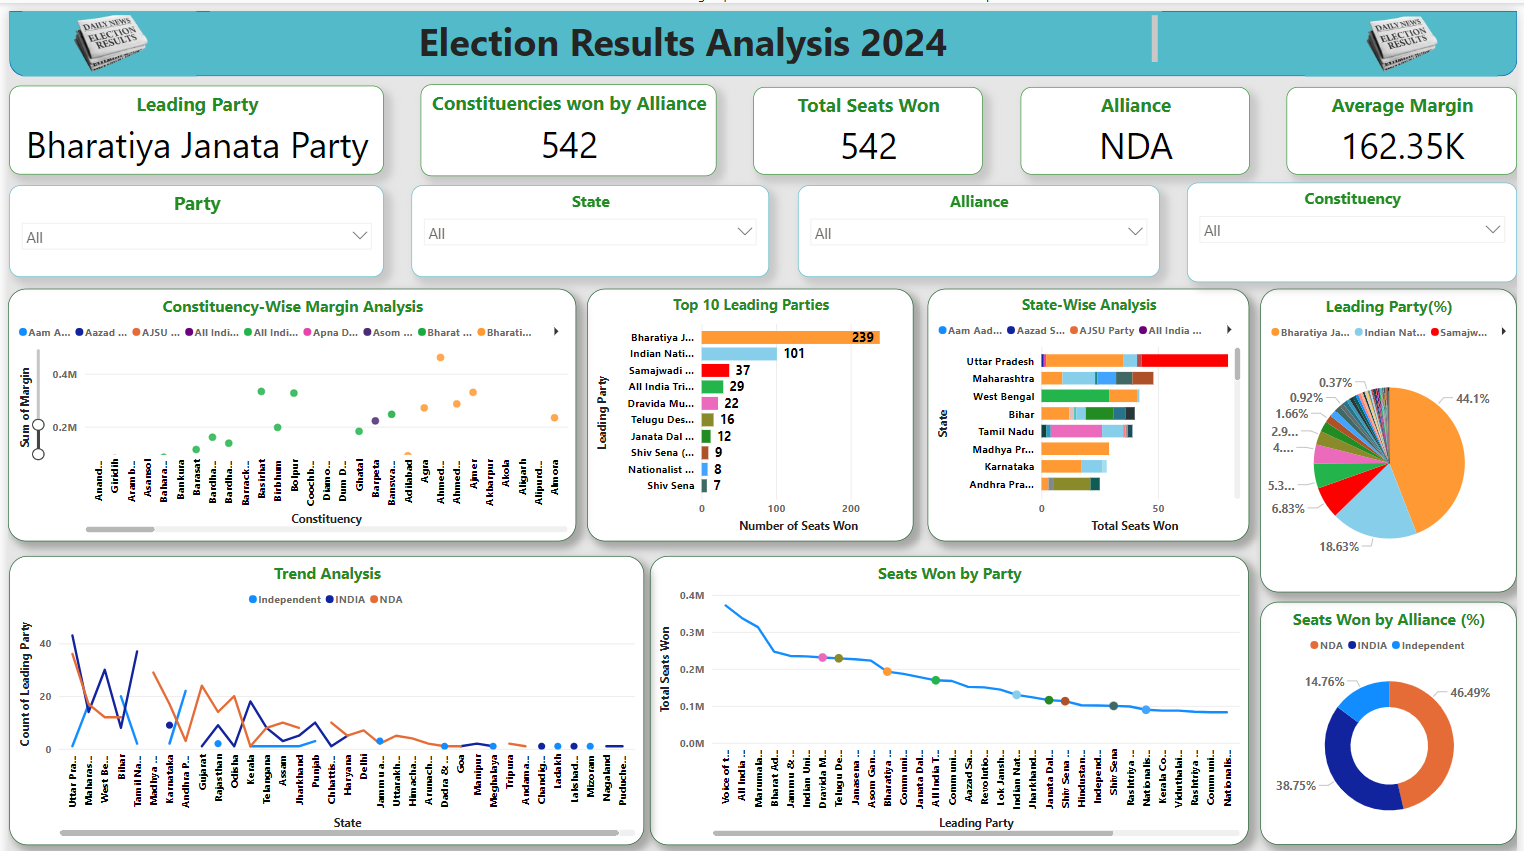 DAILY NEWS
ELECTION
RESULTS
Election Results Analysis 2024
DAILY NEWS
ELECTION
RESULTS
Leading Party
Bharatiya Janata Party
Constituencies won by Alliance
542
Total Seats Won
542
Alliance
NDA
Average Margin
162.35K
Party
All
State
All
Alliance
All
Constituency
All
Constituency-Wise Margin Analysis
Aam A... Aazad ... AJSU ... All Indi... All Indi... Apna D... Asom ... Bharat ... Bharati...
Sum of Margin
0.4M
0.2M
Anand...
Giridih
Aramb...
Asansol
Bahara...
Bankura
Barasat
Bardha...
Bardha...
Barrack...
Basirhat
Birbhum
Bolpur
Coochb...
Diamo...
Dum D...
Ghatal
Barpeta
Banswa...
Adilabad
Agra
Ahmed...
Ahmed...
Ajmer
Akbarpur
Akola
Aligarh
Alipurd...
Almora
Constituency
Top 10 Leading Parties
Leading Party
Bharatiya J... 239
Indian Nati... 101
Samajwadi ... 37
All India Tri... 29
Dravida Mu... 22
Telugu Des... 16
Janata Dal ... 12
Shiv Sena (... 9
Nationalist ... 8
Shiv Sena 7
0 100 200
Number of Seats Won
State-Wise Analysis
Aam Aad... Aazad S... AJSU Party All India ...
State
Uttar Pradesh
Maharashtra
West Bengal
Bihar
Tamil Nadu
Madhya Pr...
Karnataka
Andhra Pra...
0 50
Total Seats Won
Leading Party(%)
Bharatiya Ja... Indian Nat... Samajw...
0.37%
0.92%
44.1%
1.66%
2.9...
4....
5.3...
6.83%
18.63%
Trend Analysis
Independent INDIA NDA
Count of Leading Party
40
20
0
Uttar Pra...
Maharas...
West Be...
Bihar
Tamil Na...
Madhya ...
Karnataka
Andhra P...
Gujarat
Rajasthan
Odisha
Kerala
Telangana
Assam
Jharkhand
Punjab
Chhattis...
Haryana
Delhi
Jammu a...
Uttarakh...
Himacha...
Arunach...
Dadra & ...
Goa
Manipur
Meghalaya
Tripura
Andama...
Chandig...
Ladakh
Lakshad...
Mizoram
Nagaland
Puduche...
State
Seats Won by Party
Total Seats Won
0.4M
0.3M
0.2M
0.1M
0.0M
Voice of t...
All India ...
Marumala...
Bharat Ad...
Jammu &...
Indian Uni...
Dravida M...
Telugu De...
Janasena ...
Asom Gan...
Bharatiya ...
Communi...
Janata Dal...
All India T...
Communi...
Aazad Sa...
Revolutio...
Lok Jansh...
Indian Nat...
Jharkhand...
Janata Dal...
Shiv Sena ...
Hindustan...
Independ...
Shiv Sena
Rashtriya ...
Nationalis...
Kerala Co...
Viduthalai...
Rashtriya ...
Communi...
Nationalis...
Leading Party
Seats Won by Alliance (%)
NDA INDIA Independent
14.76%
46.49%
38.75%